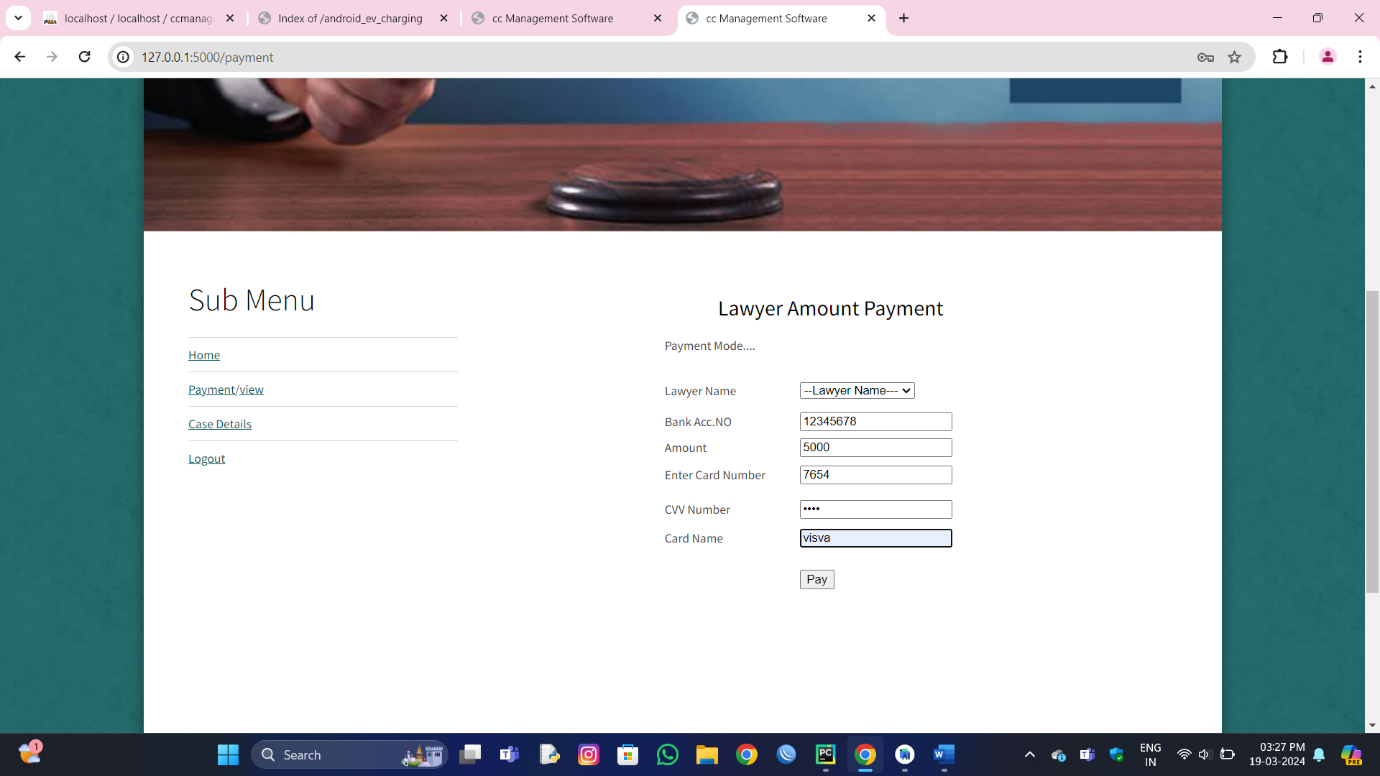 localhost / localhost / ccmanag
Index of /android_ev_charging
cc Management Software
cc Management Software
127.0.0.1:5000/payment
Sub Menu
Home
Payment/view
Case Details
Logout
Lawyer Amount Payment
Payment Mode....
Lawyer Name --Lawyer Name---
Bank Acc.NO 12345678
Amount 5000
Enter Card Number 7654
CVV Number ••••
Card Name visva
Pay
1
Search
PC
W
ENG
IN
03:27 PM
19-03-2024
PRE